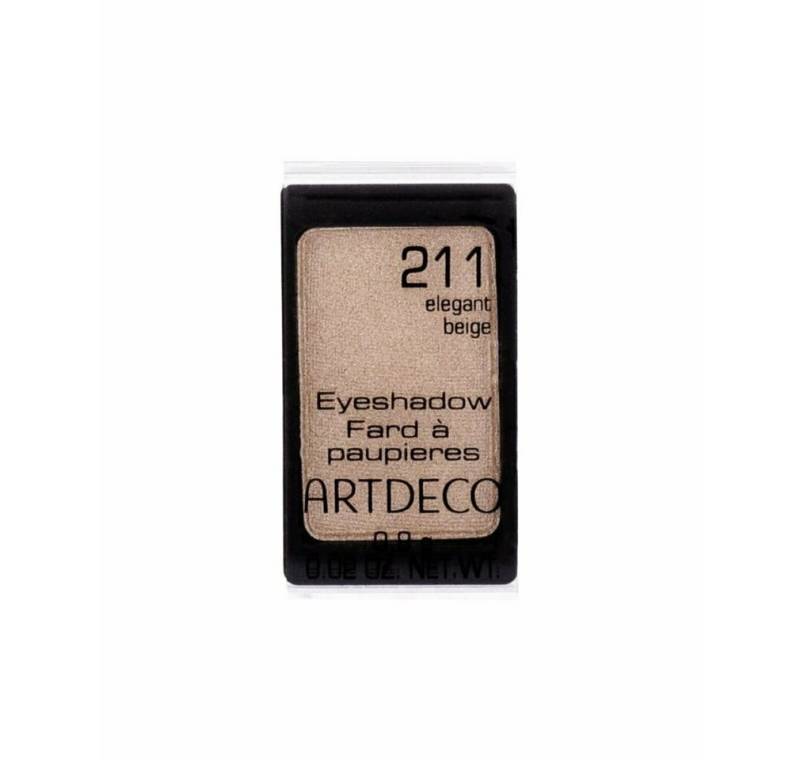 211
elegant
beige
Eyeshadow
Fard à
paupieres
ARTDECO
0.02 OZ. NET.WT.